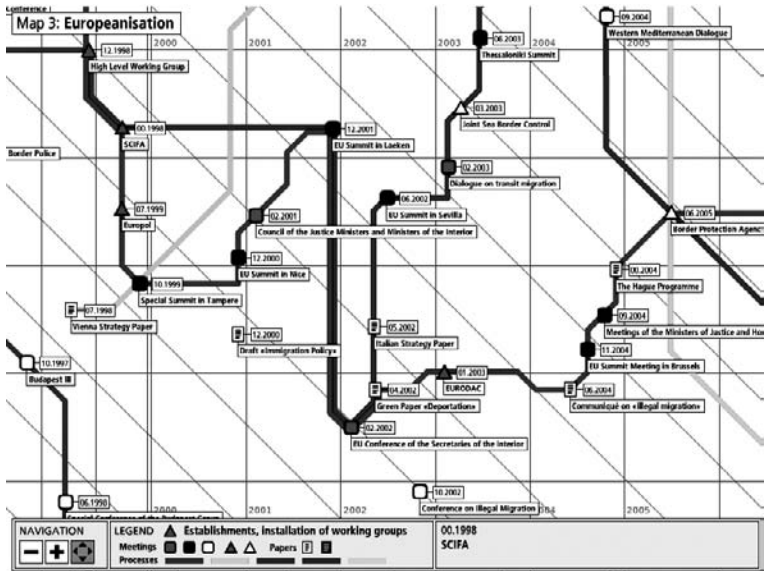 Conference
Map 3: Europeanisation
09.2004
Western Mediterranean Dialogue
2000
2001
2002
2003
2004
2005
06.2003
Thessaloniki Summit
12.1998
High Level Working Group
03.2003
Joint Sea Border Control
00.1998
SCIFA
12.2001
EU Summit in Laeken
Border Police
02.2003
Dialogue on transit migration
06.2002
EU Summit in Sevilla
07.1999
Europol
02.2001
Council of the Justice Ministers and Ministers of the Interior
06.2005
Border Protection Agency
12.2000
EU Summit in Nice
00.2004
The Hague Programme
10.1999
Special Summit in Tampere
07.1998
Vienna Strategy Paper
12.2000
Draft «Immigration Policy»
05.2002
Italian Strategy Paper
09.2004
Meetings of the Ministers of Justice and Ho
11.2004
EU Summit Meeting in Brussels
10.1997
Budapest III
01.2003
EURODAC
04.2002
Green Paper «Deportation»
06.2004
Communiqué on «Illegal migration»
02.2002
EU Conference of the Secretaries of the Interior
10.2002
Conference on Illegal Migration
06.1998
2000
2001
2002
2003
2004
2005
NAVIGATION
LEGEND Establishments, installation of working groups
Meetings
Papers
Processes
00.1998
SCIFA